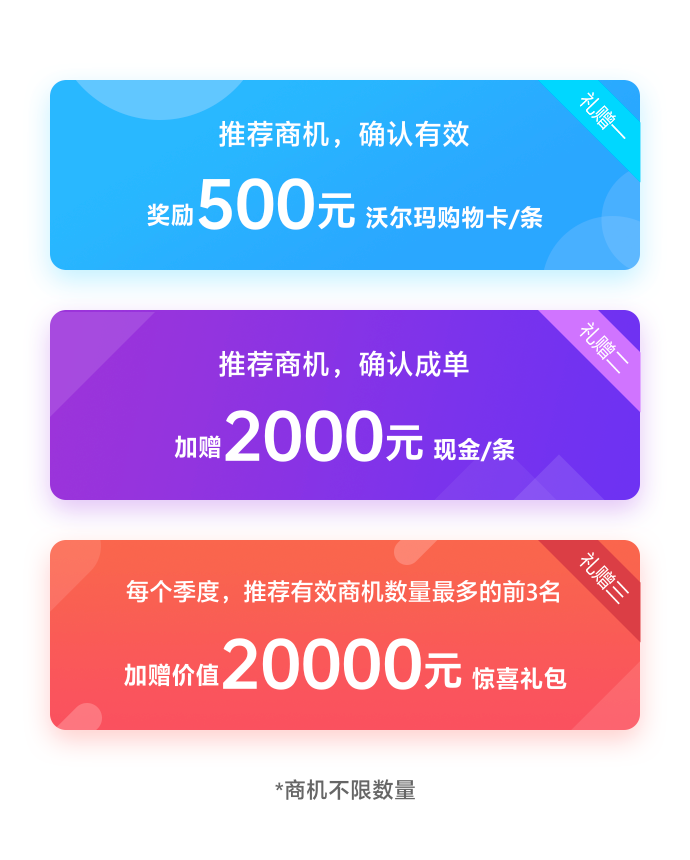 礼赠一
推荐商机，确认有效
奖励500元 沃尔玛购物卡/条
礼赠二
推荐商机，确认成单
加赠2000元 现金/条
礼赠三
每个季度，推荐有效商机数量最多的前3名
加赠价值20000元 惊喜礼包
*商机不限数量